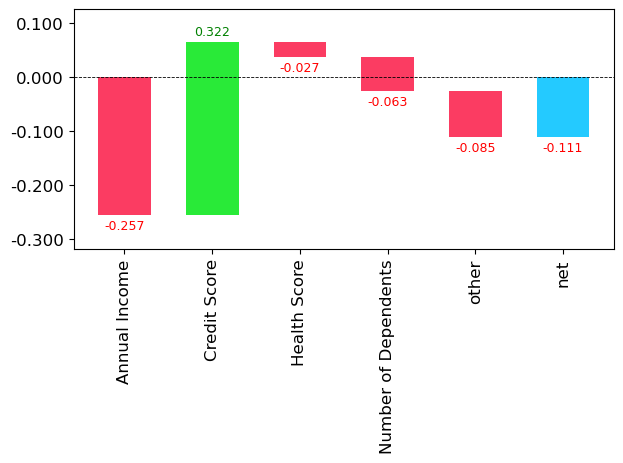 0.100
0.000
-0.100
-0.200
-0.300
-0.257
0.322
-0.027
-0.063
-0.085
-0.111
Annual Income
Credit Score
Health Score
Number of Dependents
other
net